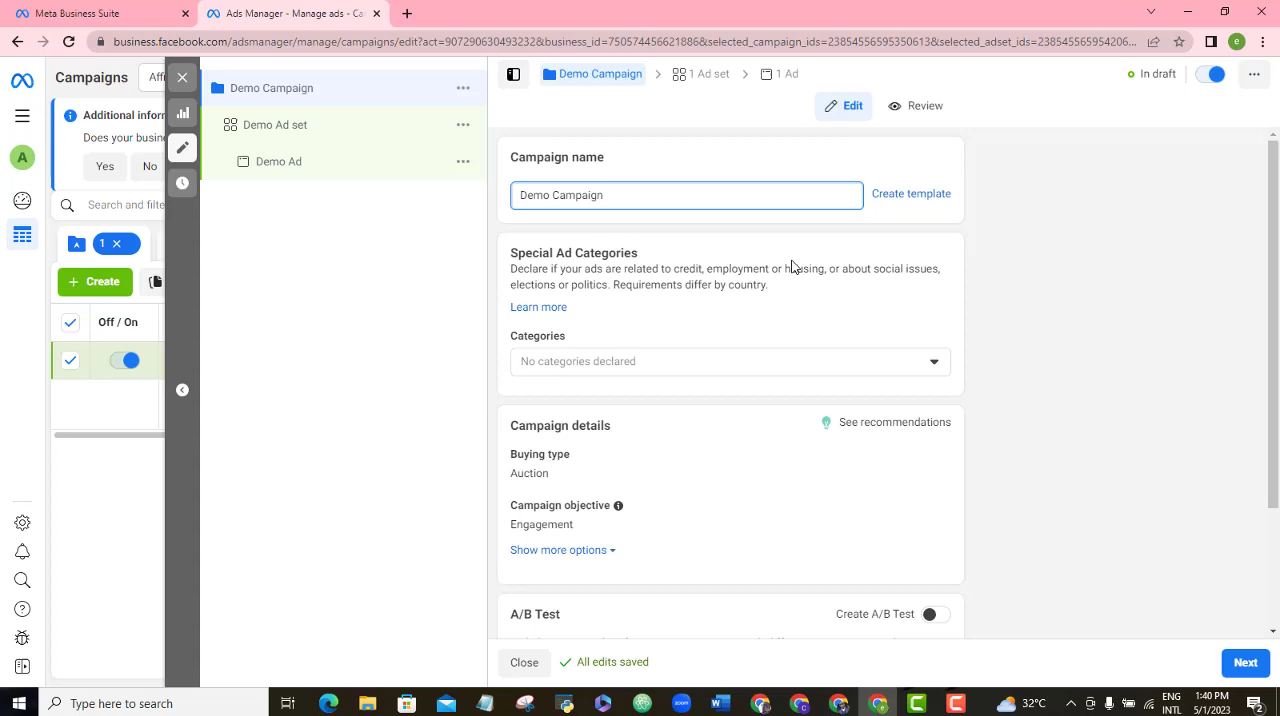 Meta Business Suite
Ads Manager - Manage ads - Ca
business.facebook.com/adsmanager/manage/campaigns/edit?act=907290630493232&business_id=750574456621886&selected_campaign_ids=23854556595350613&selected_adset_ids=238545565954206...
e
Campaigns
Demo Campaign
Demo Campaign
1 Ad set
1 Ad
In draft
Edit
Review
Additional infor
Does your busine
Yes
No
A
Demo Ad set
Demo Ad
Search and filte
1
Create
Off / On
Campaign name
Demo Campaign
Create template
Special Ad Categories
Declare if your ads are related to credit, employment or housing, or about social issues,
elections or politics. Requirements differ by country.
Learn more
Categories
No categories declared
Campaign details
See recommendations
Buying type
Auction
Campaign objective
Engagement
Show more options
A/B Test
Create A/B Test
Close
All edits saved
Next
Type here to search
32°C
ENG
INTL
1:40 PM
5/1/2023
2